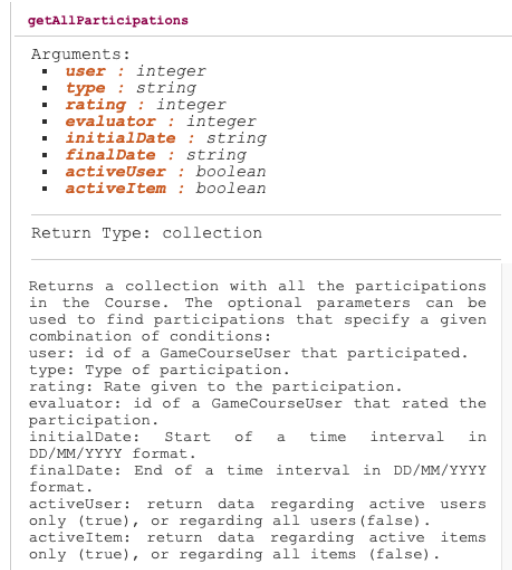 getAllParticipations
Arguments:
▪ user : integer
▪ type : string
▪ rating : integer
▪ evaluator : integer
▪ initialDate : string
▪ finalDate : string
▪ activeUser : boolean
▪ activeItem : boolean
Return Type: collection
Returns a collection with all the participations
in the Course. The optional parameters can be
used to find participations that specify a given
combination of conditions:
user: id of a GameCourseUser that participated.
type: Type of participation.
rating: Rate given to the participation.
evaluator: id of a GameCourseUser that rated the
participation.
initialDate: Start of a time interval in
DD/MM/YYYY format.
finalDate: End of a time interval in DD/MM/YYYY
format.
activeUser: return data regarding active users
only (true), or regarding all users(false).
activeItem: return data regarding active items
only (true), or regarding all items (false).